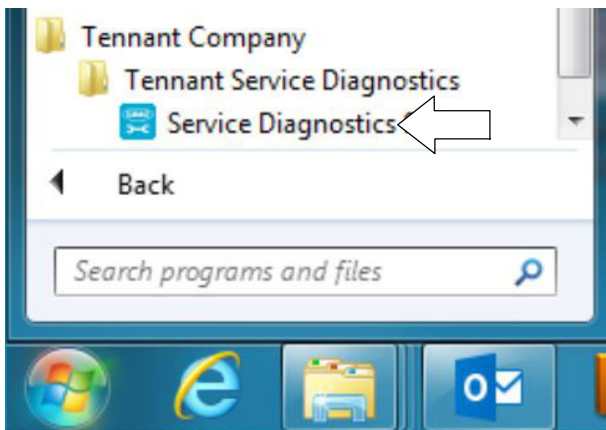 Tennant Company
Tennant Service Diagnostics
Service Diagnostics
Back
Search programs and files